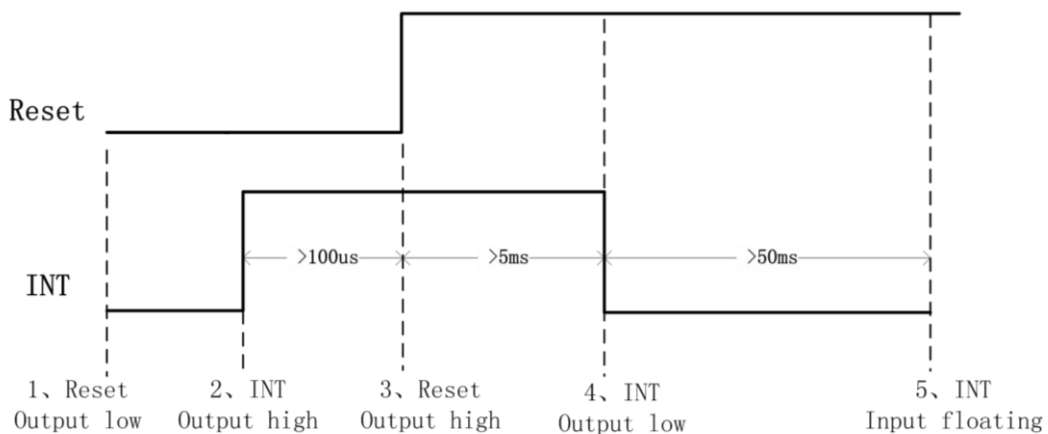 Reset
INT
>100us
>5ms
>50ms
1、Reset
Output low
2、INT
Output high
3、Reset
Output high
4、INT
Output low
5、INT
Input floating